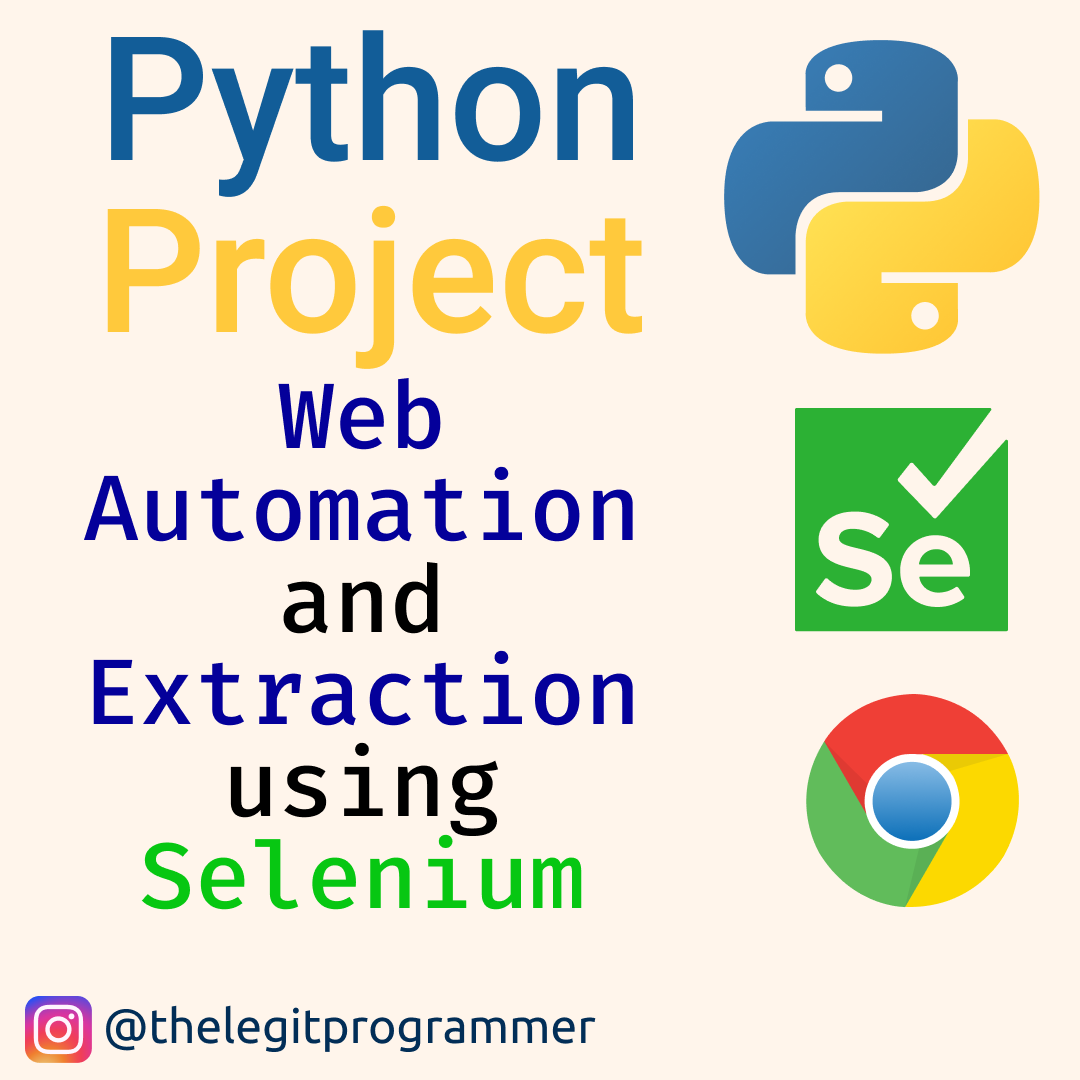 Python
Project
Web
Automation
and
Extraction
using
Selenium
Se
@thelegitprogrammer